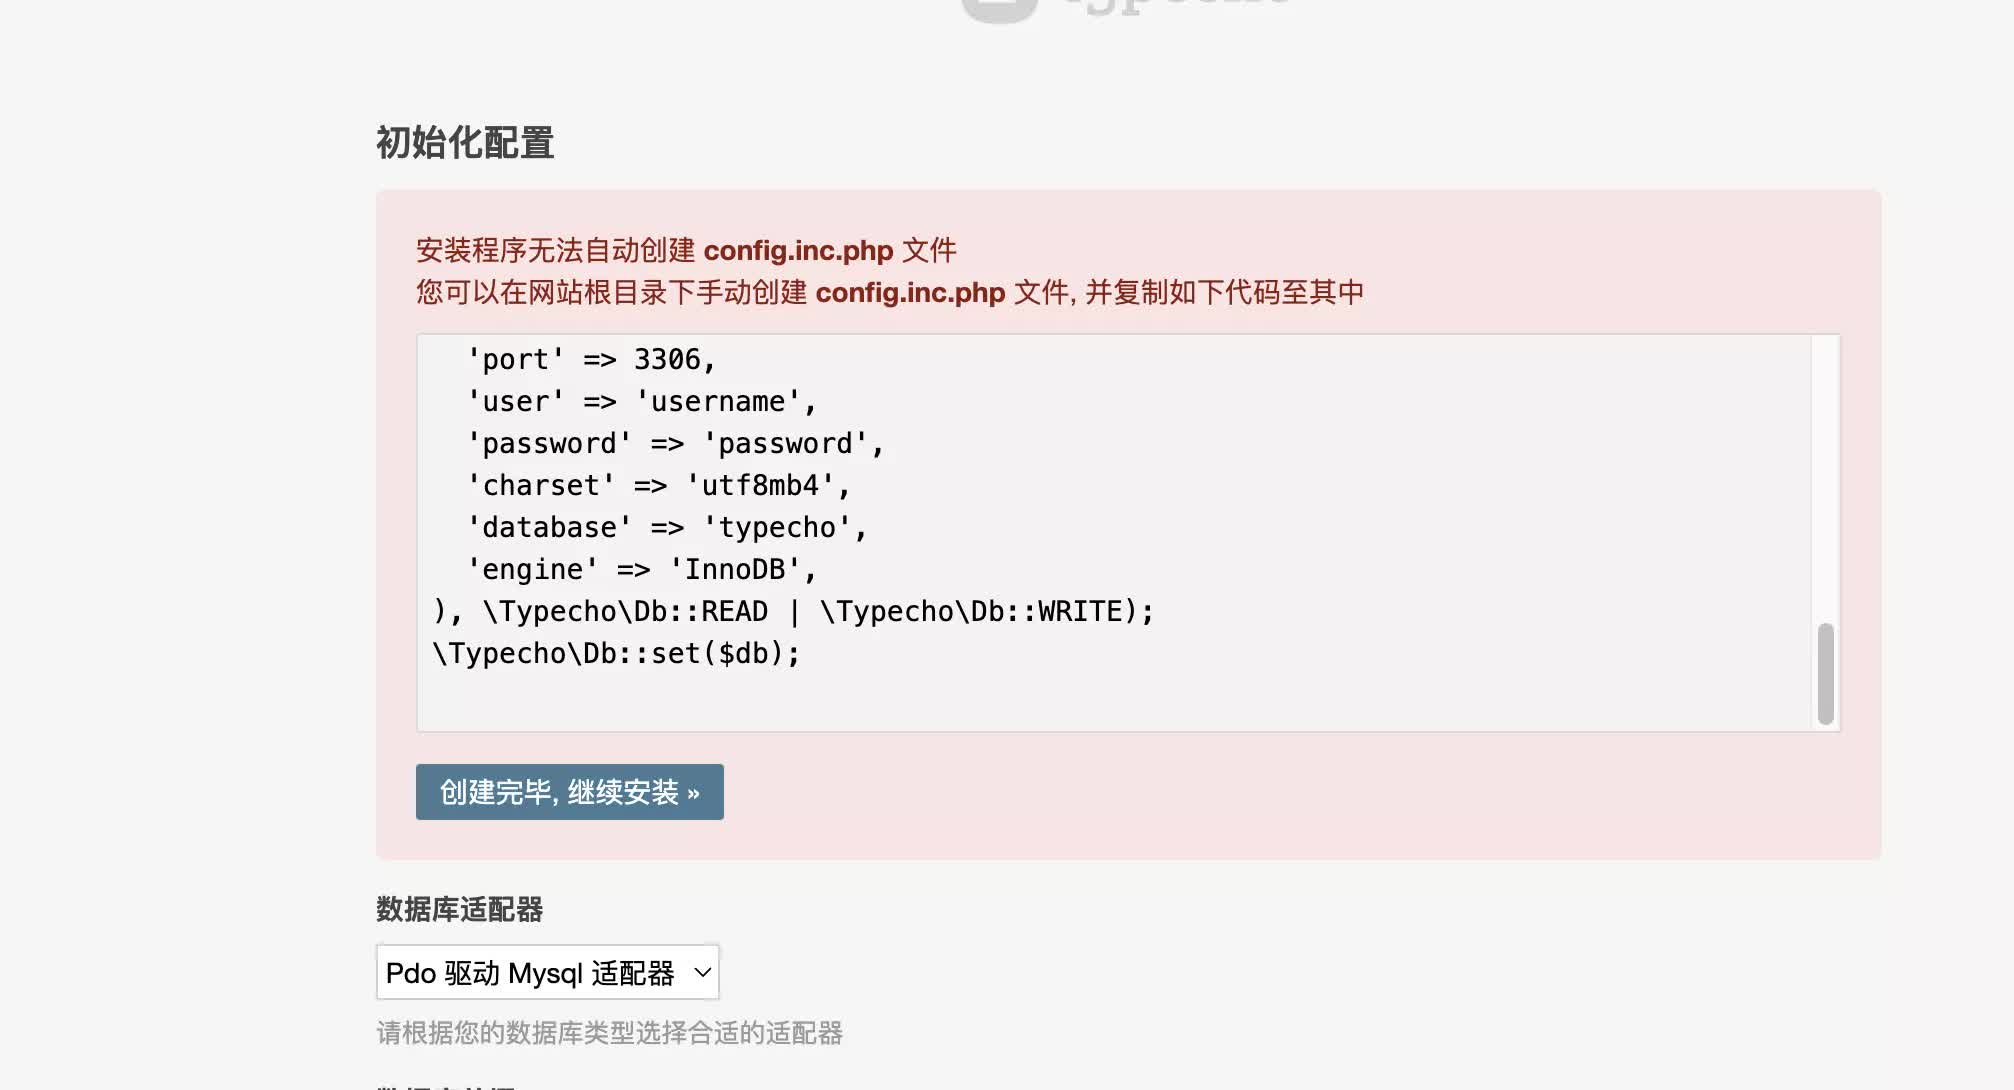 初始化配置
安装程序无法自动创建 config.inc.php 文件
您可以在网站根目录下手动创建 config.inc.php 文件, 并复制如下代码至其中
'port' => 3306,
'user' => 'username',
'password' => 'password',
'charset' => 'utf8mb4',
'database' => 'typecho',
'engine' => 'InnoDB',
), \Typecho\Db::READ | \Typecho\Db::WRITE);
\Typecho\Db::set($db);
创建完毕, 继续安装 »
数据库适配器
Pdo 驱动 Mysql 适配器
请根据您的数据库类型选择合适的适配器